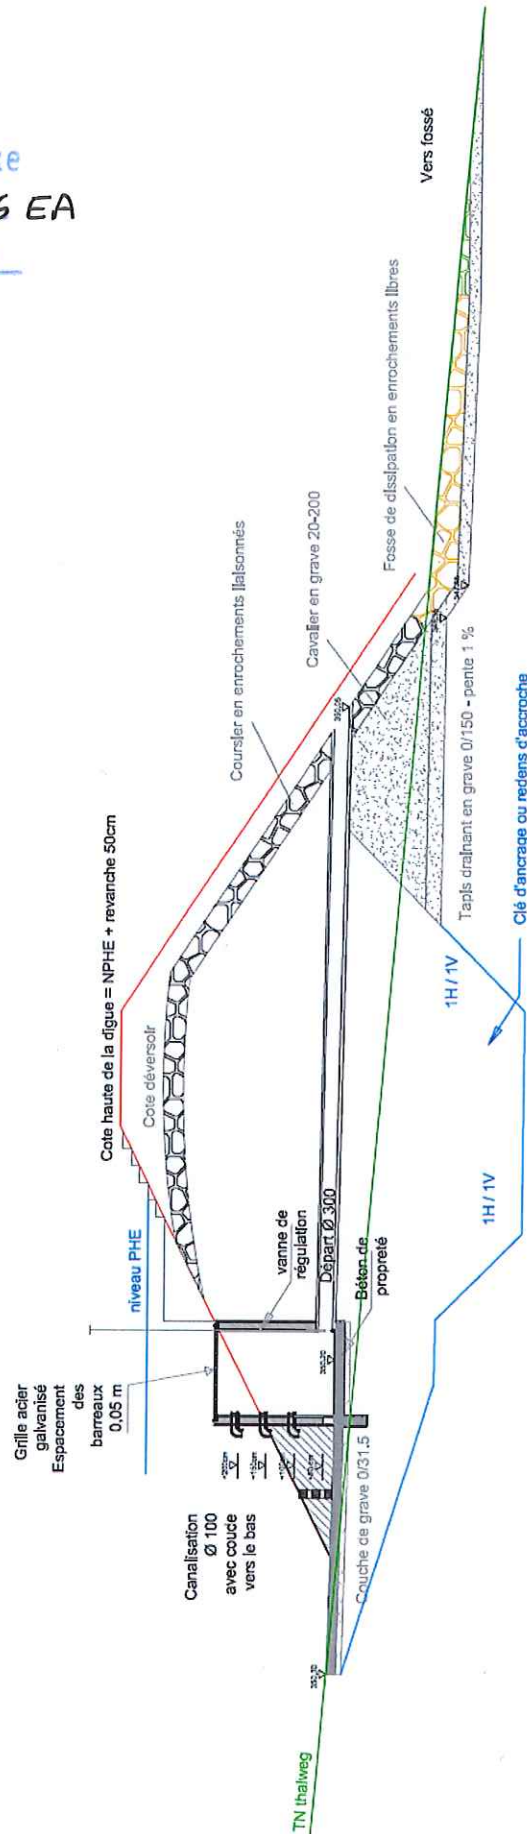 EA
Vers fossé
Fosse de dissipation en enrochements libres
Cavalier en grave 20-200
Coursier en enrochements liaisonnés
Tapis drainant en grave 0/150 - pente 1 %
Clé d'ancrage ou redens d'accroche
1H / 1V
1H / 1V
Cote haute de la digue = NPHE + revanche 50cm
Cote déversoir
niveau PHE
vanne de
régulation
Départ Ø 300
Béton de
propreté
Grille acier
galvanisé
Espacement
des
barreaux
0,05 m
Canalisation
Ø 100
avec coude
vers le bas
Couche de grave 0/31.5
TN thalweg